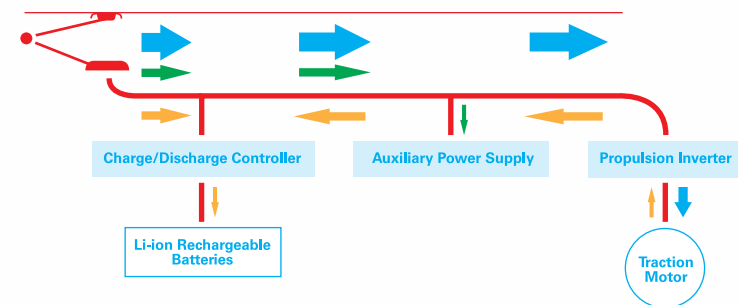 Charge/Discharge Controller
Auxiliary Power Supply
Propulsion Inverter
Li-ion Rechargeable
Batteries
Traction
Motor